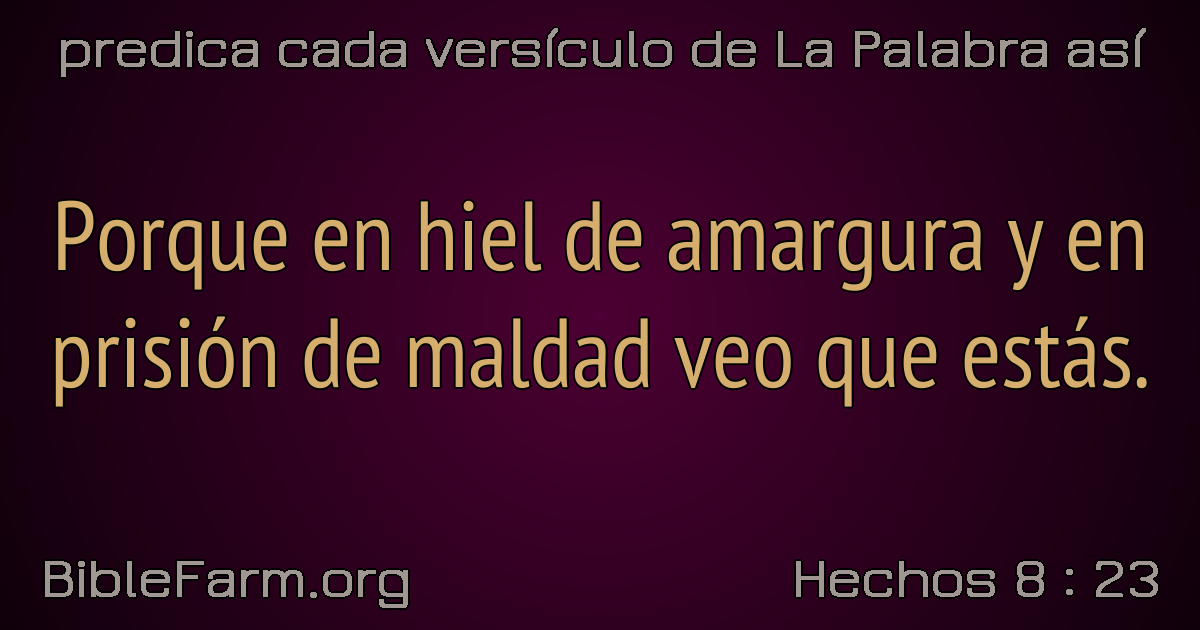 predica cada versículo de La Palabra así
Porque en hiel de amargura y en
prisión de maldad veo que estás.
BibleFarm.org
Hechos 8 : 23